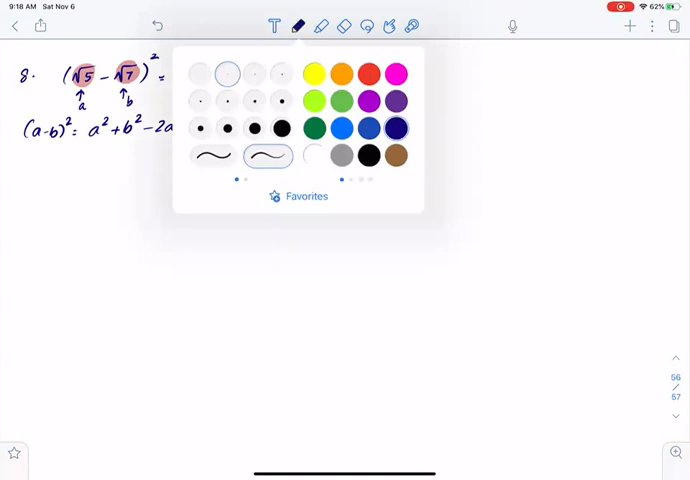 9:18 AM Sat Nov 6
62%
T
8. (√5 - √7)² =
a b
(a-b)² = a² + b² - 2a
Favorites
56
/
57